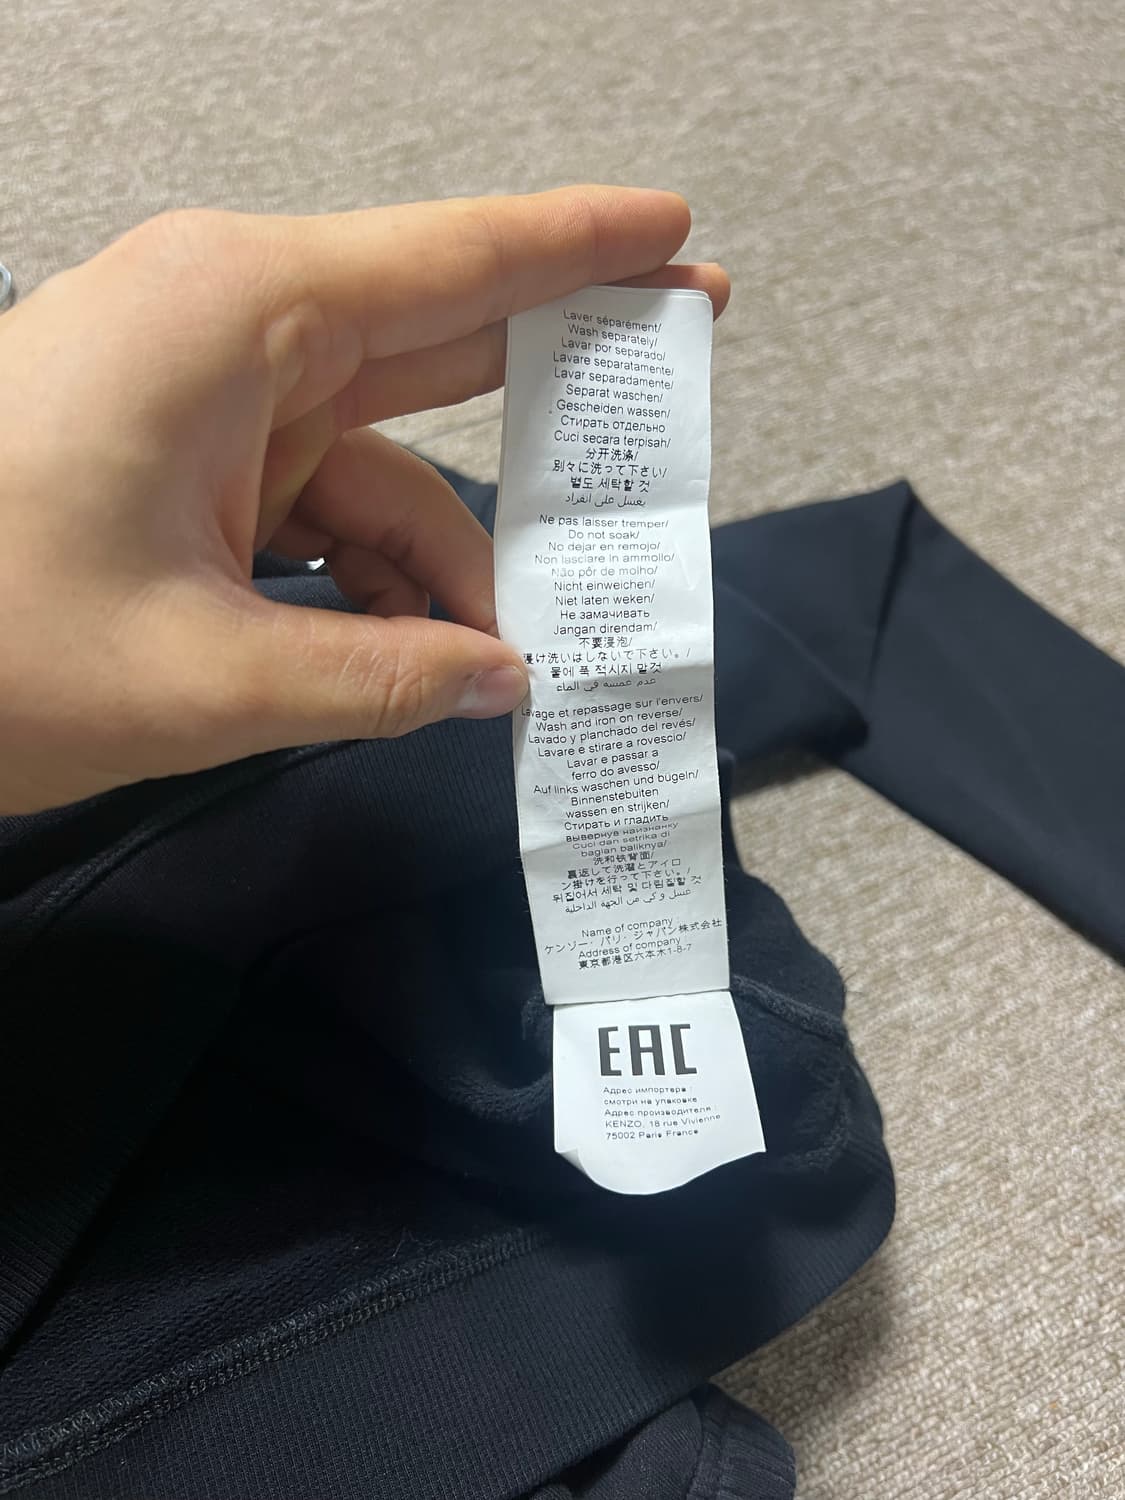 Laver séparément/
Wash separately/
Lavar por separado/
Lavare separatamente/
Lavar separadamente/
Separat waschen/
Gescheiden wassen/
Стирать отдельно
Cuci secara terpisah/
分开洗涤/
別々に洗って下さい/
별도 세탁할 것
يغسل على انفراد
Ne pas laisser tremper/
Do not soak/
No dejar en remojo/
Non lasciare in ammollo/
Não pôr de molho/
Nicht einweichen/
Niet laten weken/
Не замачивать
Jangan direndam/
不要浸泡/
浸け洗いはしないで下さい。/
물에 푹 적시지 말것
عدم غمسه في الماء
Lavage et repassage sur l'envers/
Wash and iron on reverse/
Lavado y planchado del revés/
Lavare e stirare a rovescio/
Lavar e passar a
ferro do avesso/
Auf links waschen und bügeln/
Binnenstebuiten
wassen en strijken/
Стирать и гладить
вывернув наизнанку
Cuci dan setrika di
bagian baliknya/
洗和铁背面/
裏返して洗濯とアイロ
ン掛けを行って下さい。/
뒤집어서 세탁 및 다림질할 것
غسل و كي من الجهة الداخلية
Name of company :
ケンゾー・パリ・ジャパン株式会社
Address of company :
東京都港区六本木1-8-7
EAC
Адрес импортера :
смотри на упаковке
Адрес производителя :
KENZO, 18 rue Vivienne
75002 Paris France